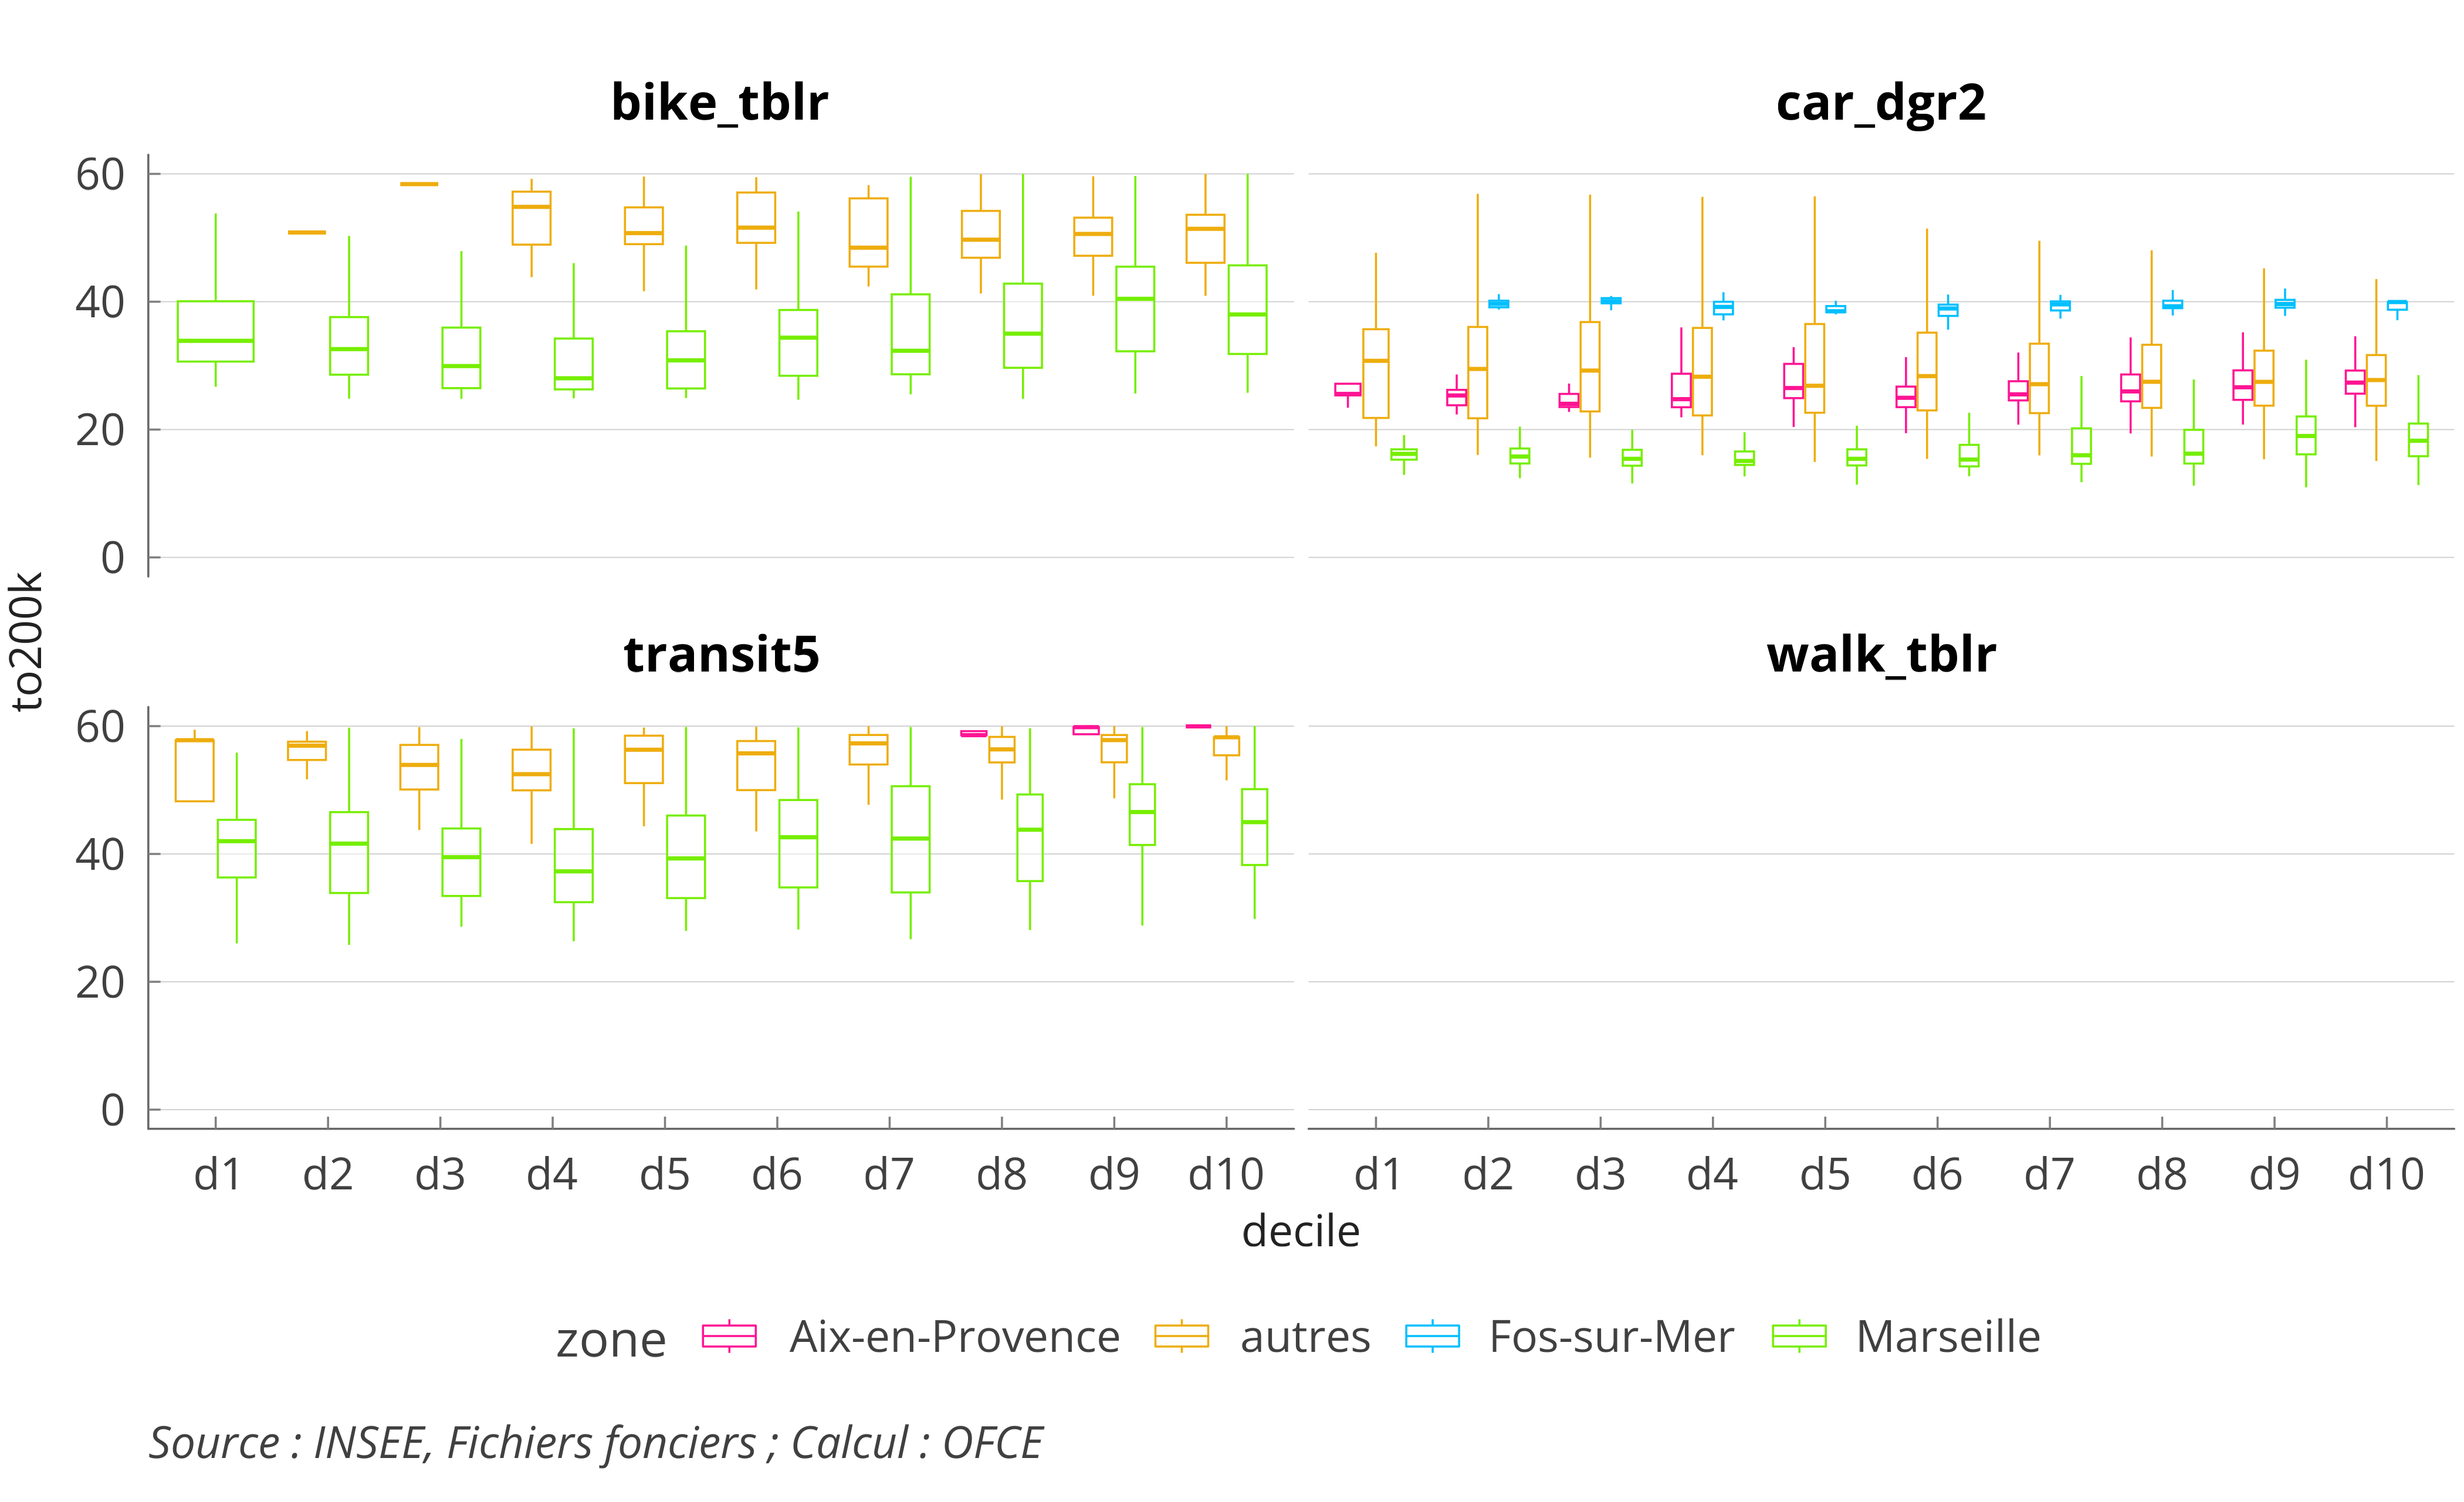 bike_tblr car_dgr2
60
40
20
0
to200k
transit5 walk_tblr
60
40
20
0
d1 d2 d3 d4 d5 d6 d7 d8 d9 d10 d1 d2 d3 d4 d5 d6 d7 d8 d9 d10
decile
zone Aix-en-Provence autres Fos-sur-Mer Marseille
Source : INSEE, Fichiers fonciers ; Calcul : OFCE